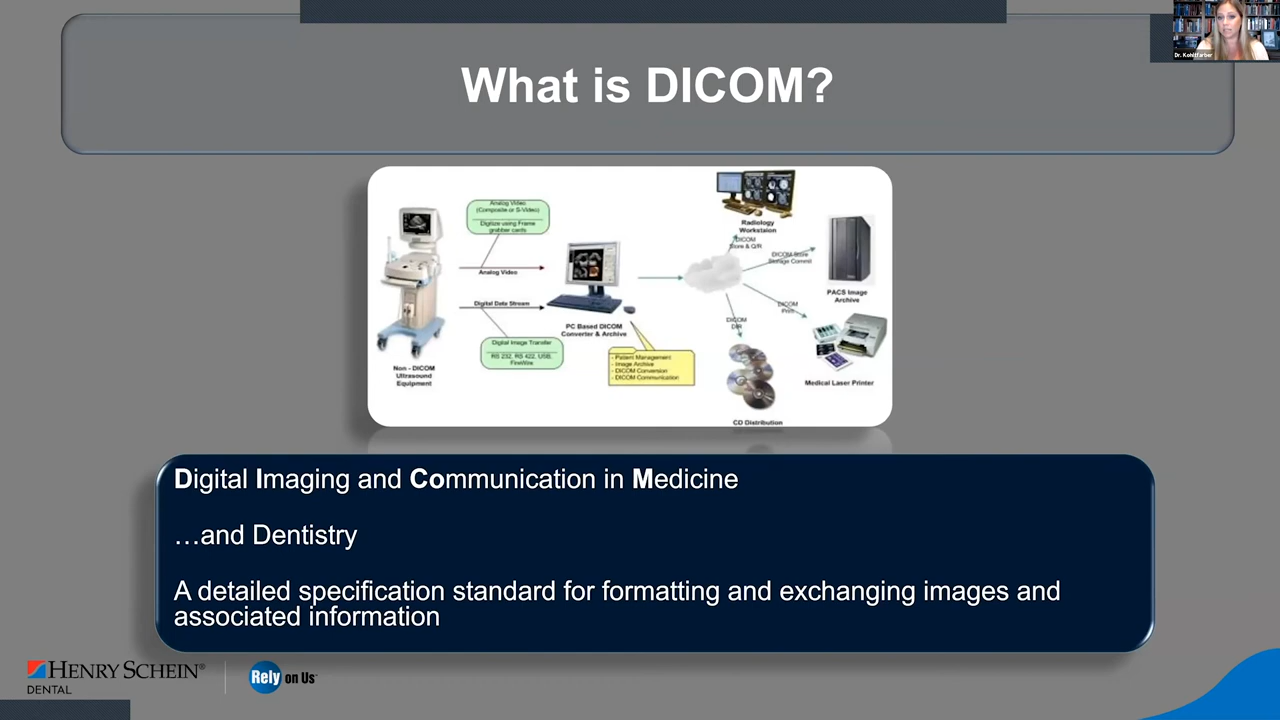 What is DICOM?
Dr. Kohltfarber
Analog Video
(Composite or S-Video)
Digitize using Frame
grabber cards
Analog Video
Digital Data Stream
Digital Image Transfer
RS 232, RS 422, USB,
FireWire
Non - DICOM
Ultrasound
Equipment
PC Based DICOM
Converter & Archive
- Patient Management
- Image Archive
- DICOM Conversion
- DICOM Communication
Radiology
Workstaion
DICOM
Store & Q/R
DICOM Store
Storage Commit
PACS Image
Archive
DICOM
Print
DICOM
DIR
Medical Laser Printer
CD Distribution
Digital Imaging and Communication in Medicine
…and Dentistry
A detailed specification standard for formatting and exchanging images and
associated information
HENRY SCHEIN®
DENTAL
Rely on Us